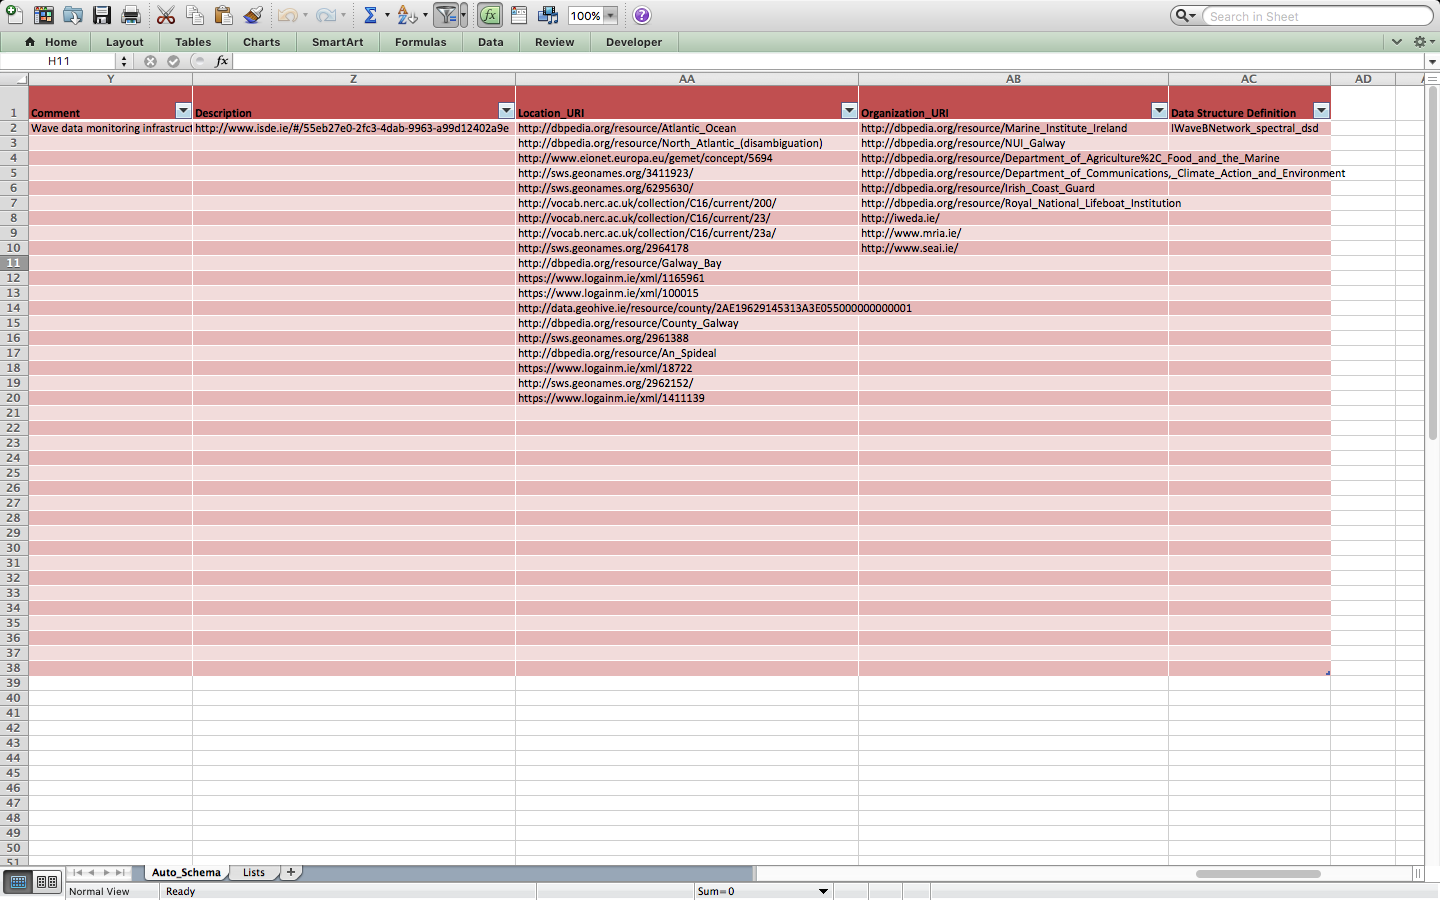 100%
Search in Sheet
Home Layout Tables Charts SmartArt Formulas Data Review Developer
H11 fx
Y Z AA AB AC AD
1 Comment Description Location_URI Organization_URI Data Structure Definition
2 Wave data monitoring infrastruct http://www.isde.ie/#/55eb27e0-2fc3-4dab-9963-a99d12402a9e http://dbpedia.org/resource/Atlantic_Ocean http://dbpedia.org/resource/Marine_Institute_Ireland IWaveBNetwork_spectral_dsd
3 http://dbpedia.org/resource/North_Atlantic_(disambiguation) http://dbpedia.org/resource/NUI_Galway
4 http://www.eionet.europa.eu/gemet/concept/5694 http://dbpedia.org/resource/Department_of_Agriculture%2C_Food_and_the_Marine
5 http://sws.geonames.org/3411923/ http://dbpedia.org/resource/Department_of_Communications,_Climate_Action_and_Environment
6 http://sws.geonames.org/6295630/ http://dbpedia.org/resource/Irish_Coast_Guard
7 http://vocab.nerc.ac.uk/collection/C16/current/200/ http://dbpedia.org/resource/Royal_National_Lifeboat_Institution
8 http://vocab.nerc.ac.uk/collection/C16/current/23/ http://iweda.ie/
9 http://vocab.nerc.ac.uk/collection/C16/current/23a/ http://www.mria.ie/
10 http://sws.geonames.org/2964178 http://www.seai.ie/
11 http://dbpedia.org/resource/Galway_Bay
12 https://www.logainm.ie/xml/1165961
13 https://www.logainm.ie/xml/100015
14 http://data.geohive.ie/resource/county/2AE19629145313A3E055000000000001
15 http://dbpedia.org/resource/County_Galway
16 http://sws.geonames.org/2961388
17 http://dbpedia.org/resource/An_Spideal
18 https://www.logainm.ie/xml/18722
19 http://sws.geonames.org/2962152/
20 https://www.logainm.ie/xml/1411139
21
22
23
24
25
26
27
28
29
30
31
32
33
34
35
36
37
38
39
40
41
42
43
44
45
46
47
48
49
50
51
Auto_Schema Lists +
Normal View Ready Sum=0